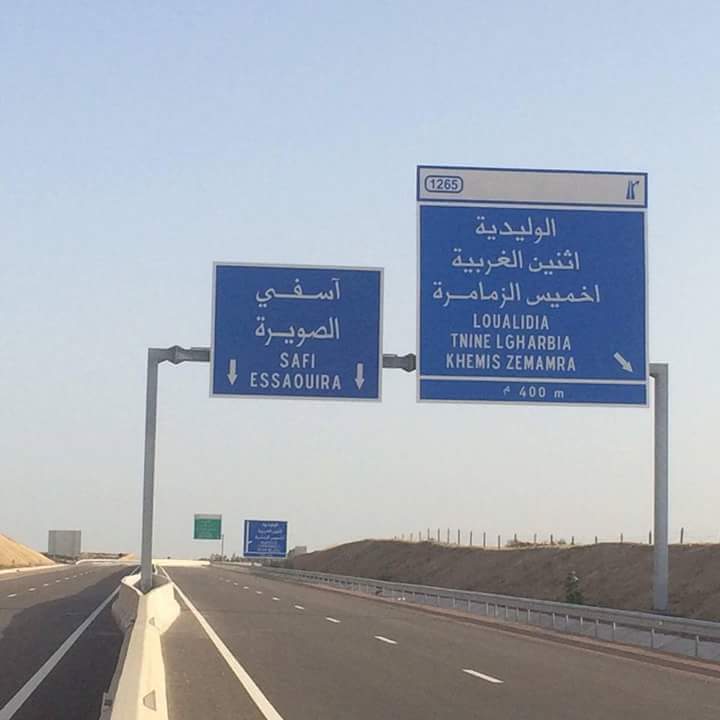 آسفي
الصويرة
SAFI
ESSAOUIRA
1265
الوليدية
اثنين الغربية
اخميس الزمامرة
LOUALIDIA
TNINE LGHARBIA
KHEMIS ZEMAMRA
م 400 m